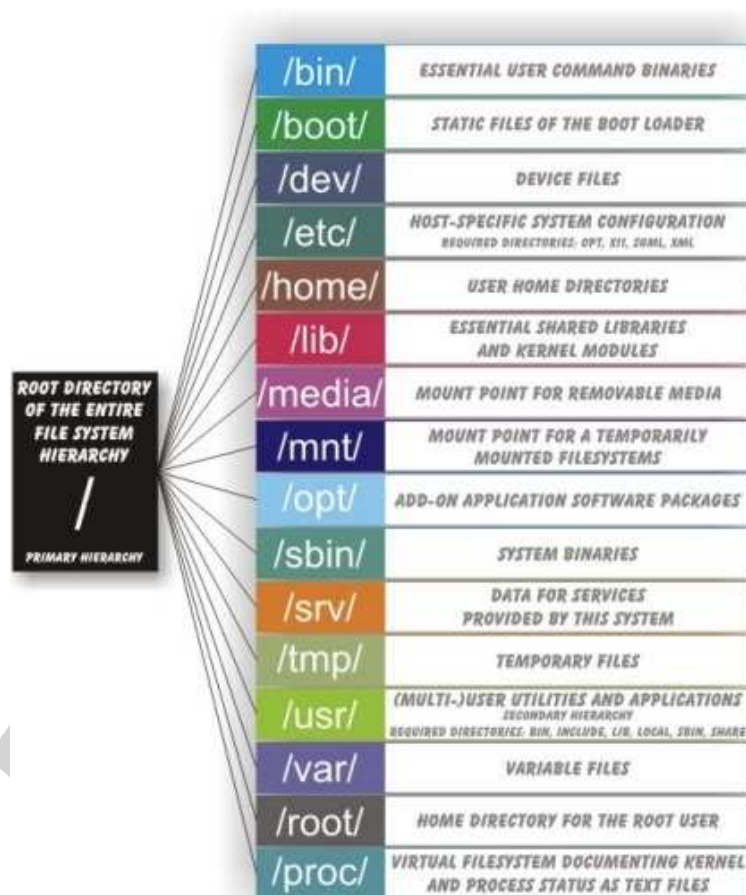 ROOT DIRECTORY
OF THE ENTIRE
FILE SYSTEM
HIERARCHY
/
PRIMARY HIERARCHY
/bin/ ESSENTIAL USER COMMAND BINARIES
/boot/ STATIC FILES OF THE BOOT LOADER
/dev/ DEVICE FILES
/etc/ HOST-SPECIFIC SYSTEM CONFIGURATION
REQUIRED DIRECTORIES: OPT, X11, SGML, XML
/home/ USER HOME DIRECTORIES
/lib/ ESSENTIAL SHARED LIBRARIES
AND KERNEL MODULES
/media/ MOUNT POINT FOR REMOVABLE MEDIA
/mnt/ MOUNT POINT FOR A TEMPORARILY
MOUNTED FILESYSTEMS
/opt/ ADD-ON APPLICATION SOFTWARE PACKAGES
/sbin/ SYSTEM BINARIES
/srv/ DATA FOR SERVICES
PROVIDED BY THIS SYSTEM
/tmp/ TEMPORARY FILES
/usr/ (MULTI-)USER UTILITIES AND APPLICATIONS
SECONDARY HIERARCHY
REQUIRED DIRECTORIES: BIN, INCLUDE, LIB, LOCAL, SBIN, SHARE
/var/ VARIABLE FILES
/root/ HOME DIRECTORY FOR THE ROOT USER
/proc/ VIRTUAL FILESYSTEM DOCUMENTING KERNEL
AND PROCESS STATUS AS TEXT FILES